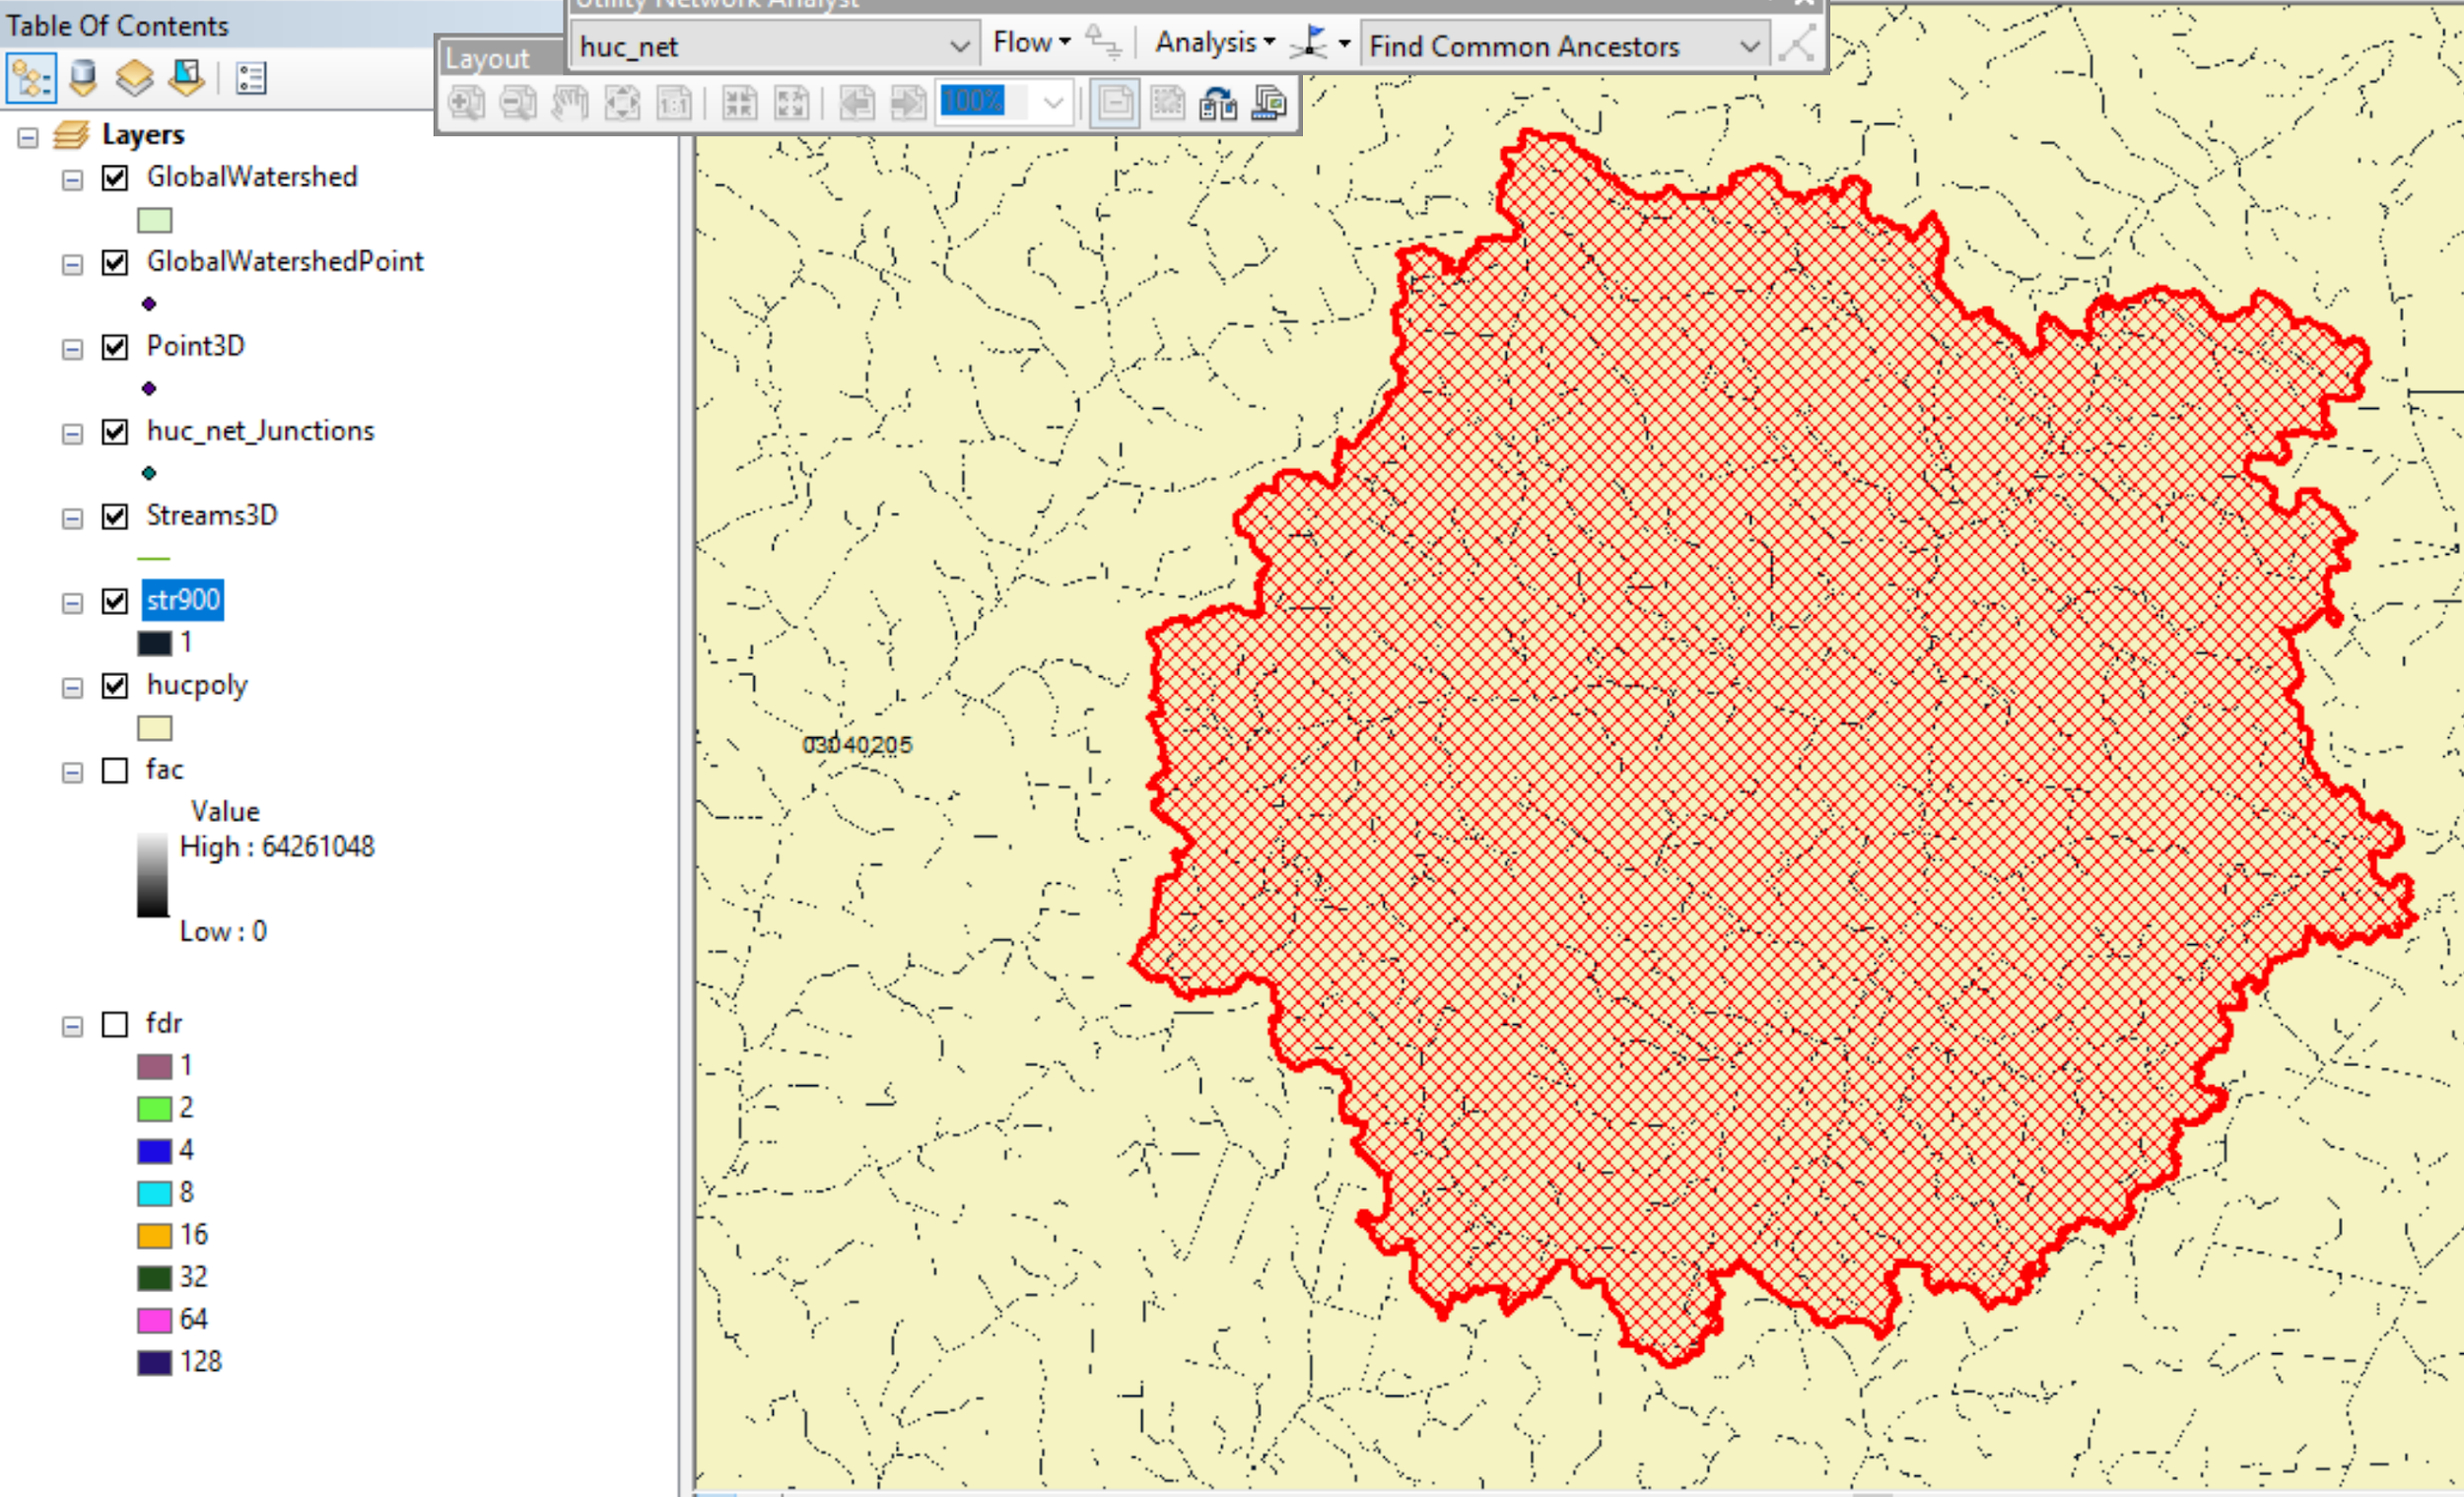 Utility Network Analyst
Table Of Contents
huc_net
Flow
Analysis
Find Common Ancestors
Layout
1:1
100%
Layers
GlobalWatershed
GlobalWatershedPoint
Point3D
huc_net_Junctions
Streams3D
str900
1
hucpoly
03040205
fac
Value
High : 64261048
Low : 0
fdr
1
2
4
8
16
32
64
128